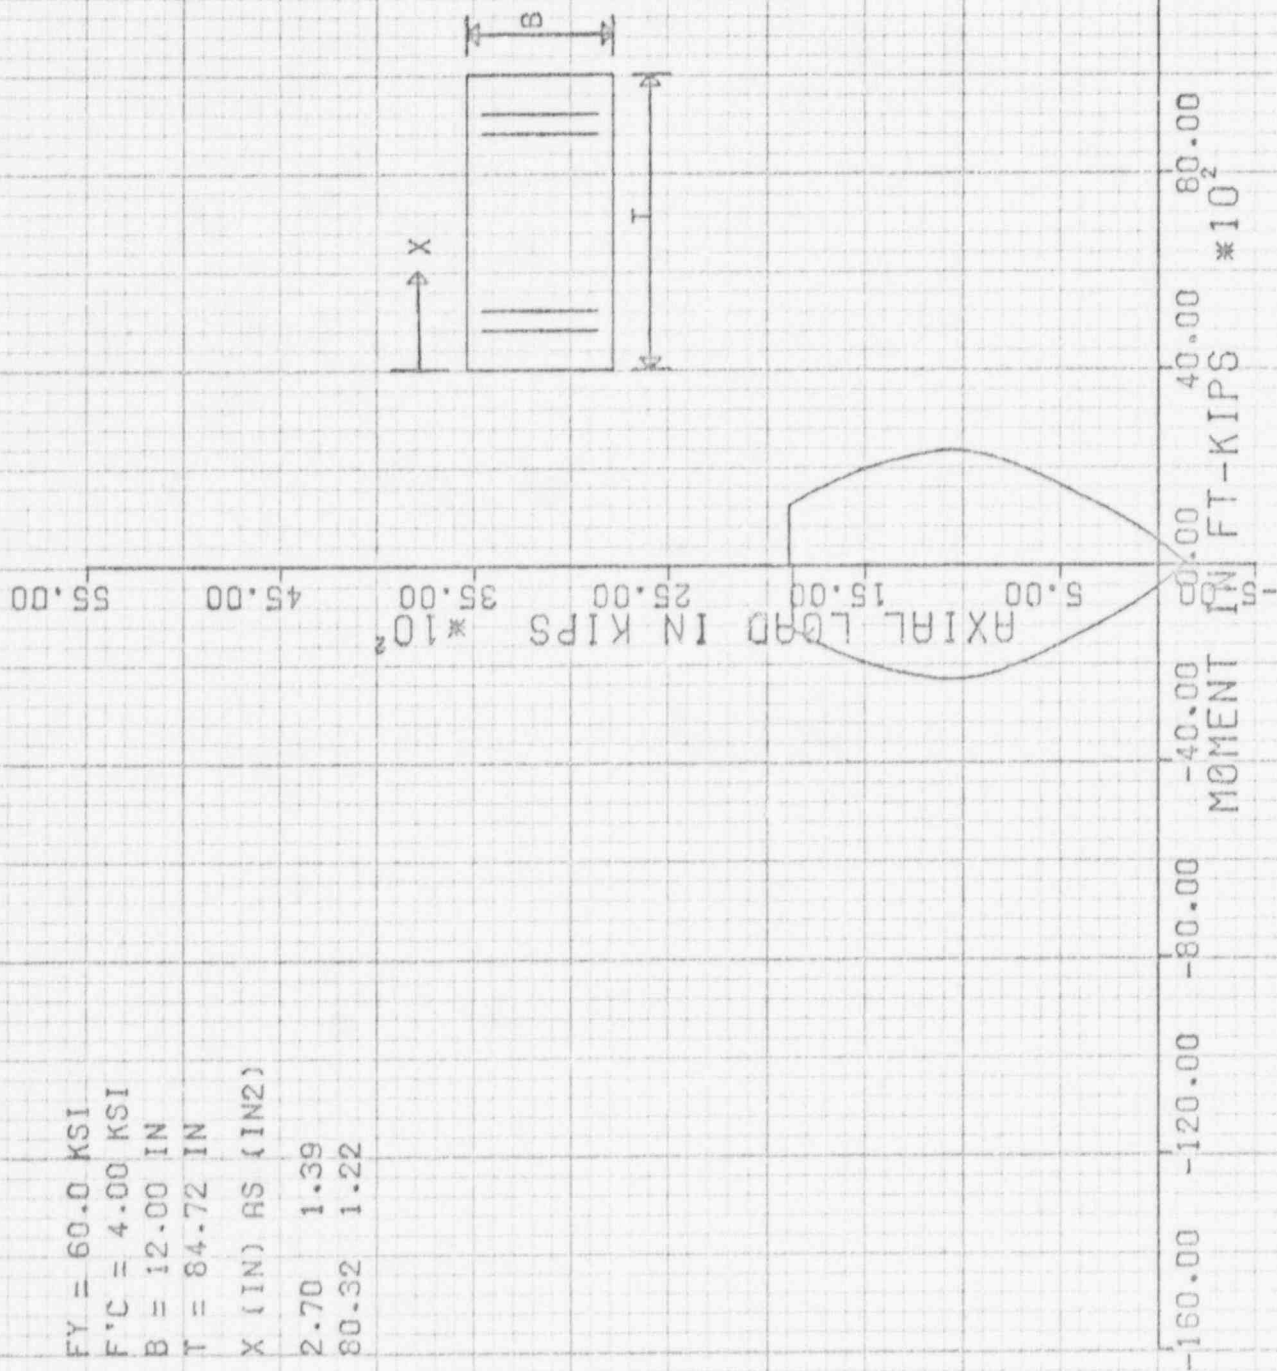 FY = 60.0 KSI
F'C = 4.00 KSI
B = 12.00 IN
T = 84.72 IN
X (IN) AS (IN2)
2.70 1.39
80.32 1.22
X
B
T
55.00
45.00
35.00
25.00
15.00
5.00
0.00
AXIAL LOAD IN KIPS *10²
-160.00
-120.00
-80.00
-40.00
0.00
40.00
80.00
MOMENT IN FT-KIPS *10²